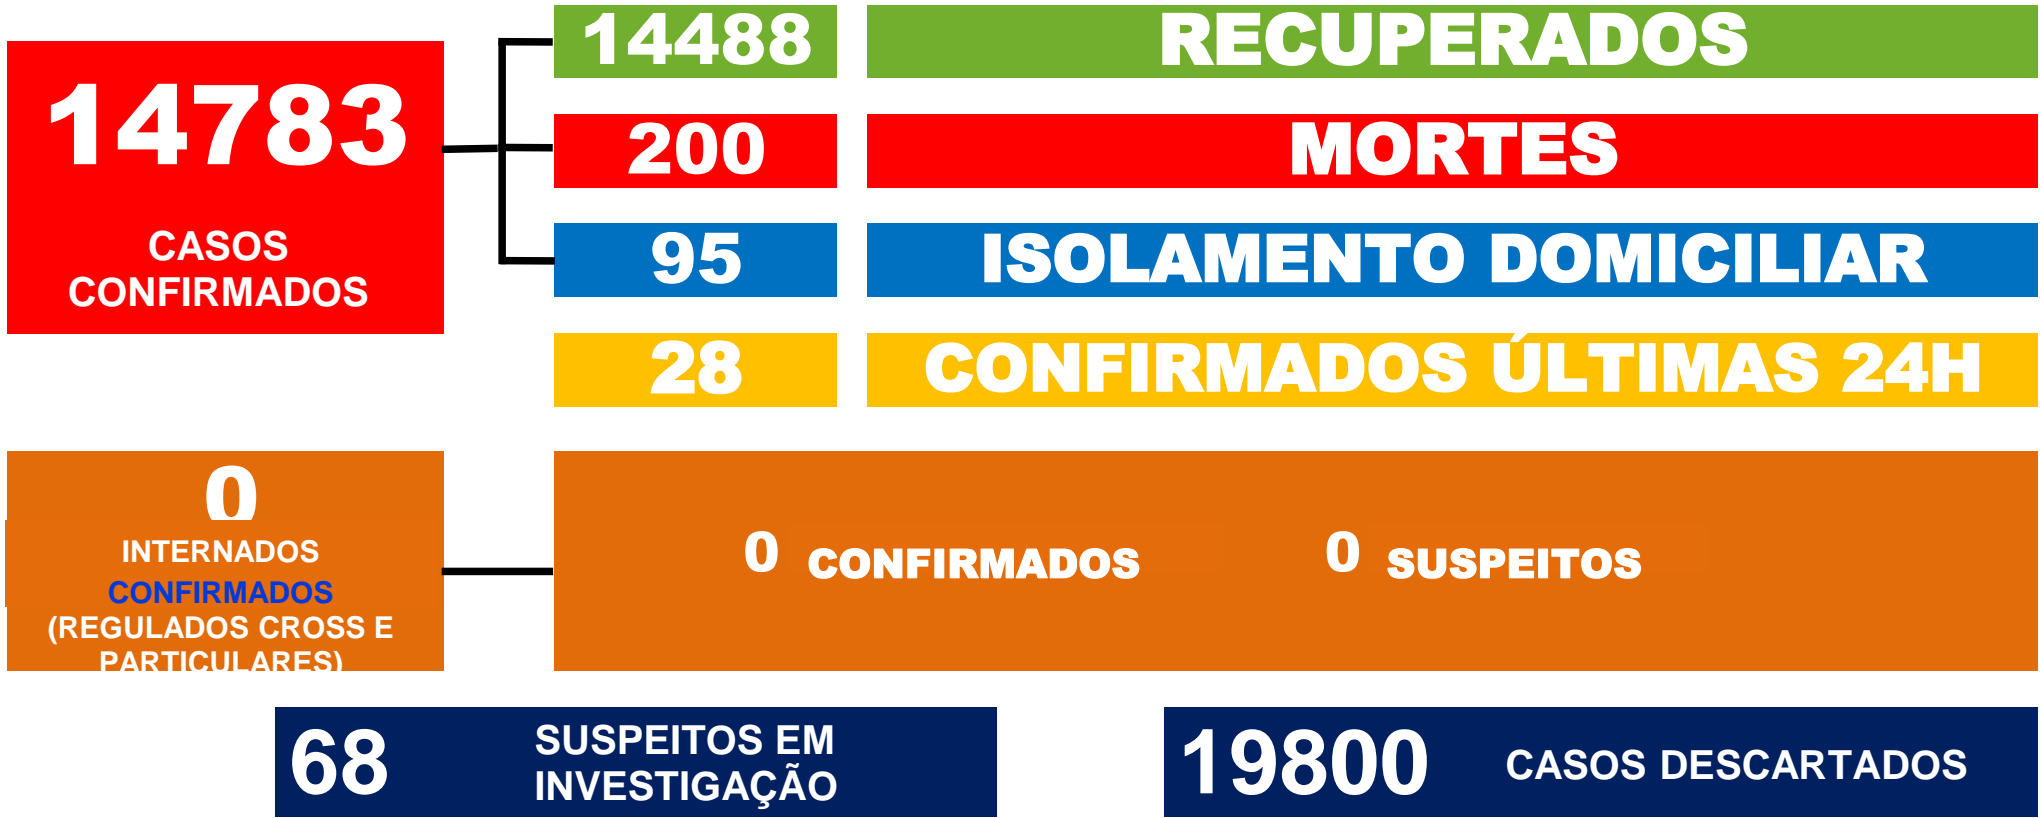 14783
CASOS
CONFIRMADOS
14488 RECUPERADOS
200 MORTES
95 ISOLAMENTO DOMICILIAR
28 CONFIRMADOS ÚLTIMAS 24H
0
INTERNADOS
CONFIRMADOS
(REGULADOS CROSS E
PARTICULARES)
0 CONFIRMADOS 0 SUSPEITOS
68 SUSPEITOS EM
INVESTIGAÇÃO
19800 CASOS DESCARTADOS